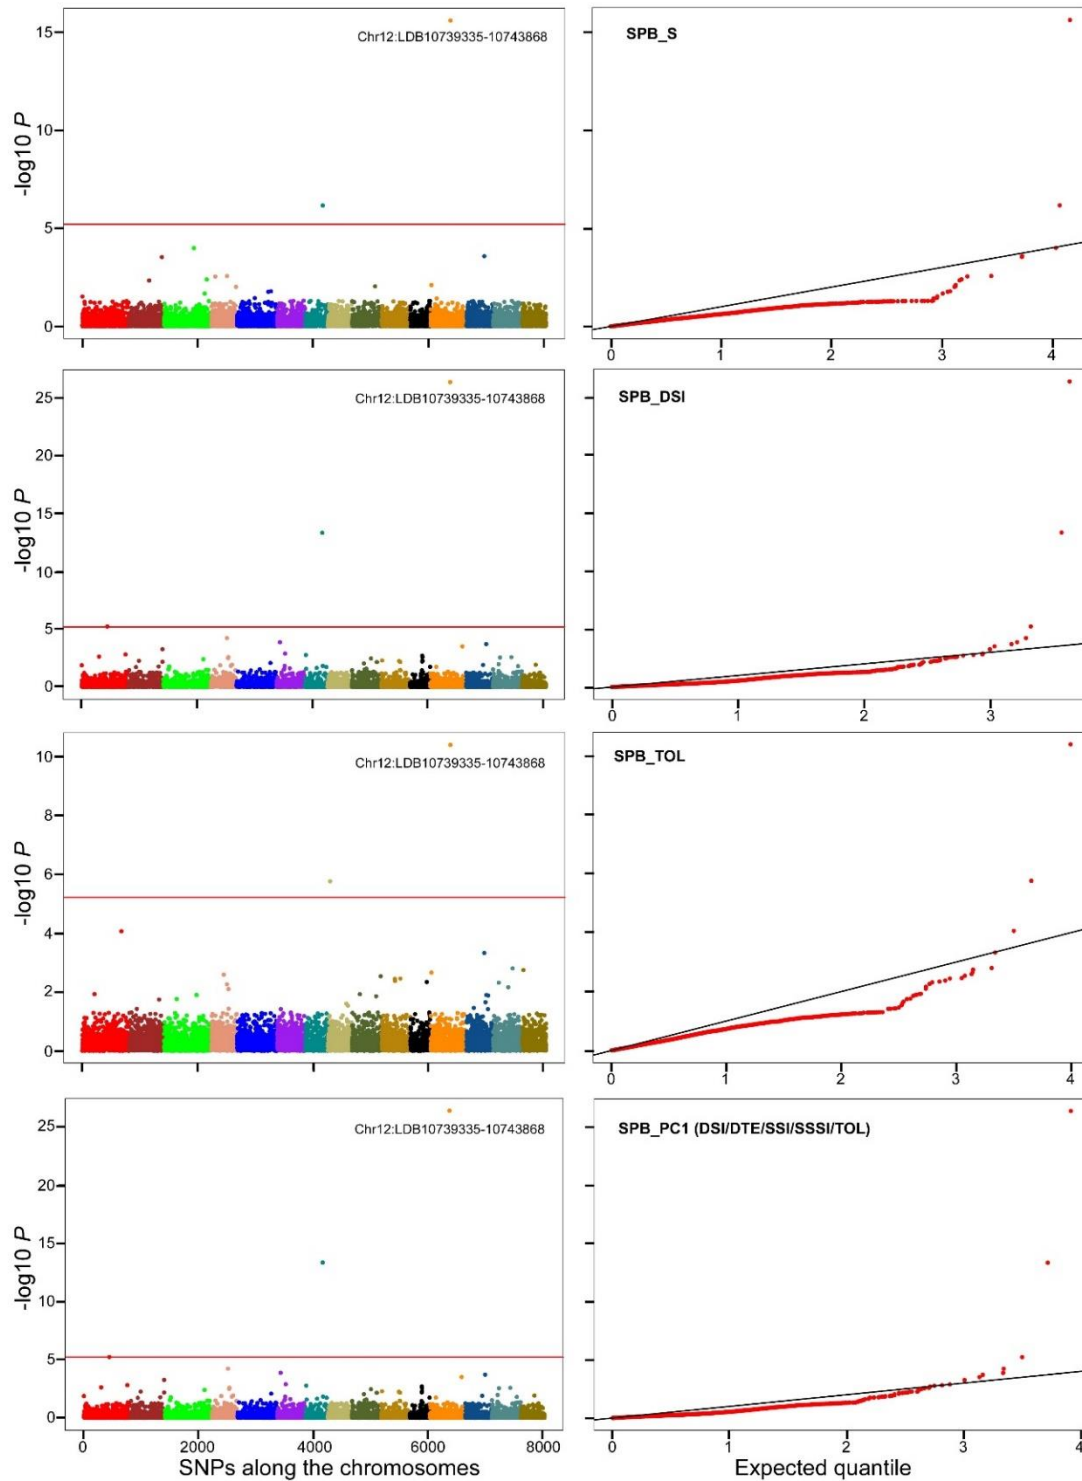 Chr12:LDB10739335-10743868
-log10 P
15
10
5
0
SPB_S
0 1 2 3 4
Chr12:LDB10739335-10743868
-log10 P
25
20
15
10
5
0
SPB_DSI
0 1 2 3
Chr12:LDB10739335-10743868
-log10 P
10
8
6
4
2
0
SPB_TOL
0 1 2 3 4
Chr12:LDB10739335-10743868
-log10 P
25
20
15
10
5
0
0 2000 4000 6000 8000
SNPs along the chromosomes
SPB_PC1 (DSI/DTE/SSI/SSSI/TOL)
0 1 2 3 4
Expected quantile